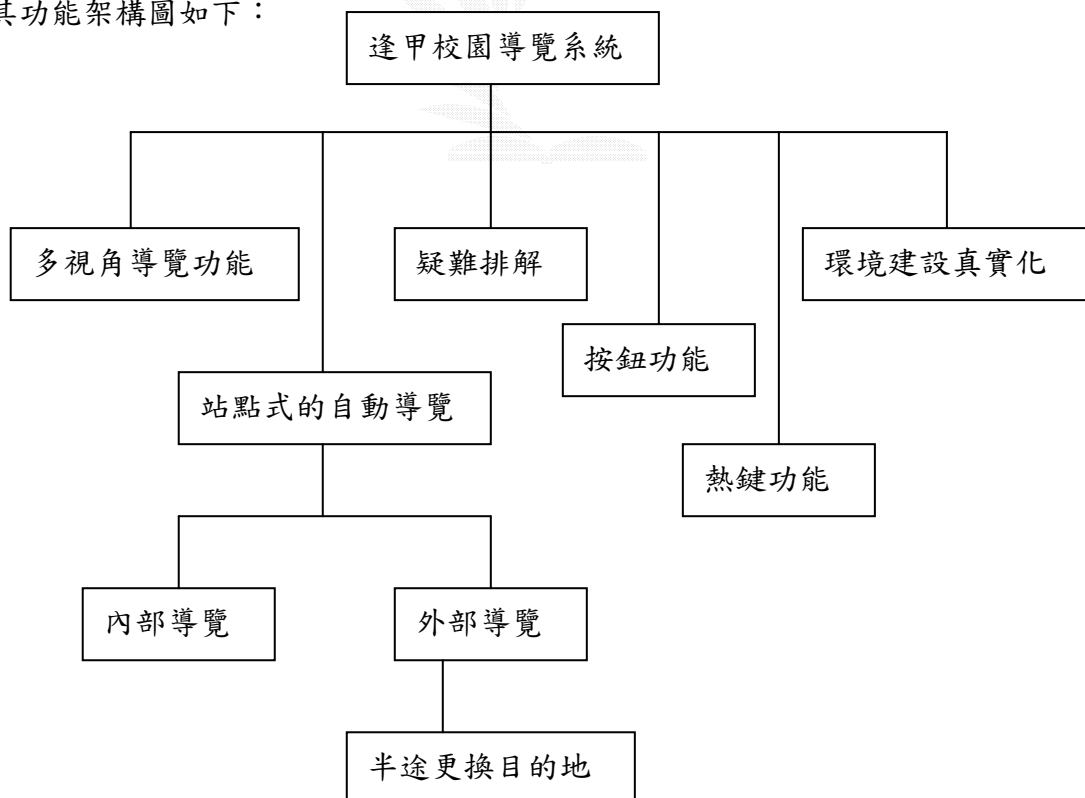 其功能架構圖如下：
逢甲校園導覽系統
多視角導覽功能
疑難排解
環境建設真實化
按鈕功能
站點式的自動導覽
熱鍵功能
內部導覽
外部導覽
半途更換目的地